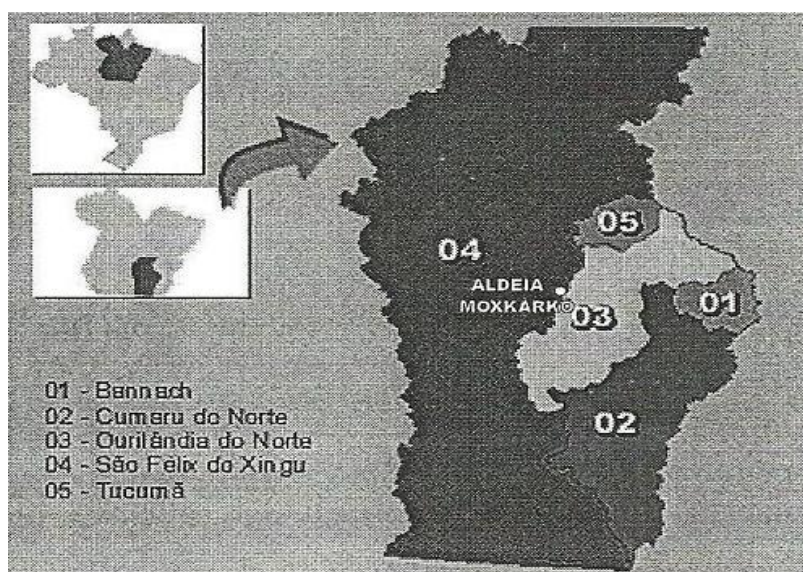 04
05
ALDEIA
MOXKARKÔ
03
01
02
01 - Bannach
02 - Cumaru do Norte
03 - Ourilândia do Norte
04 - São Félix do Xingu
05 - Tucumã